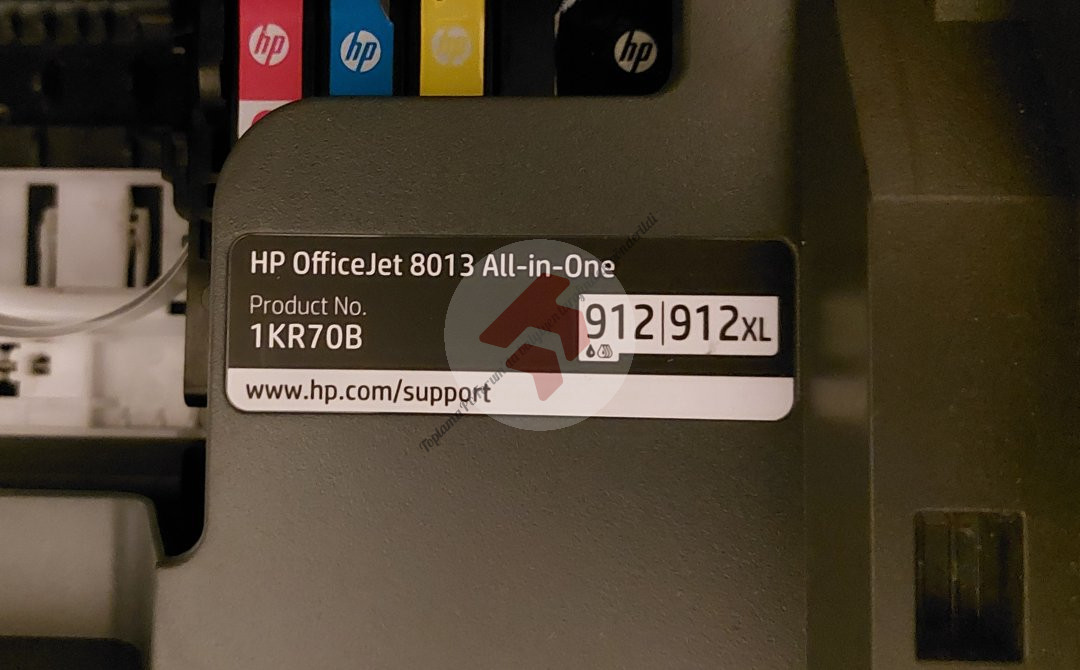 hp
hp
hp
hp
HP OfficeJet 8013 All-in-One
Product No.
1KR70B
912|912XL
www.hp.com/support